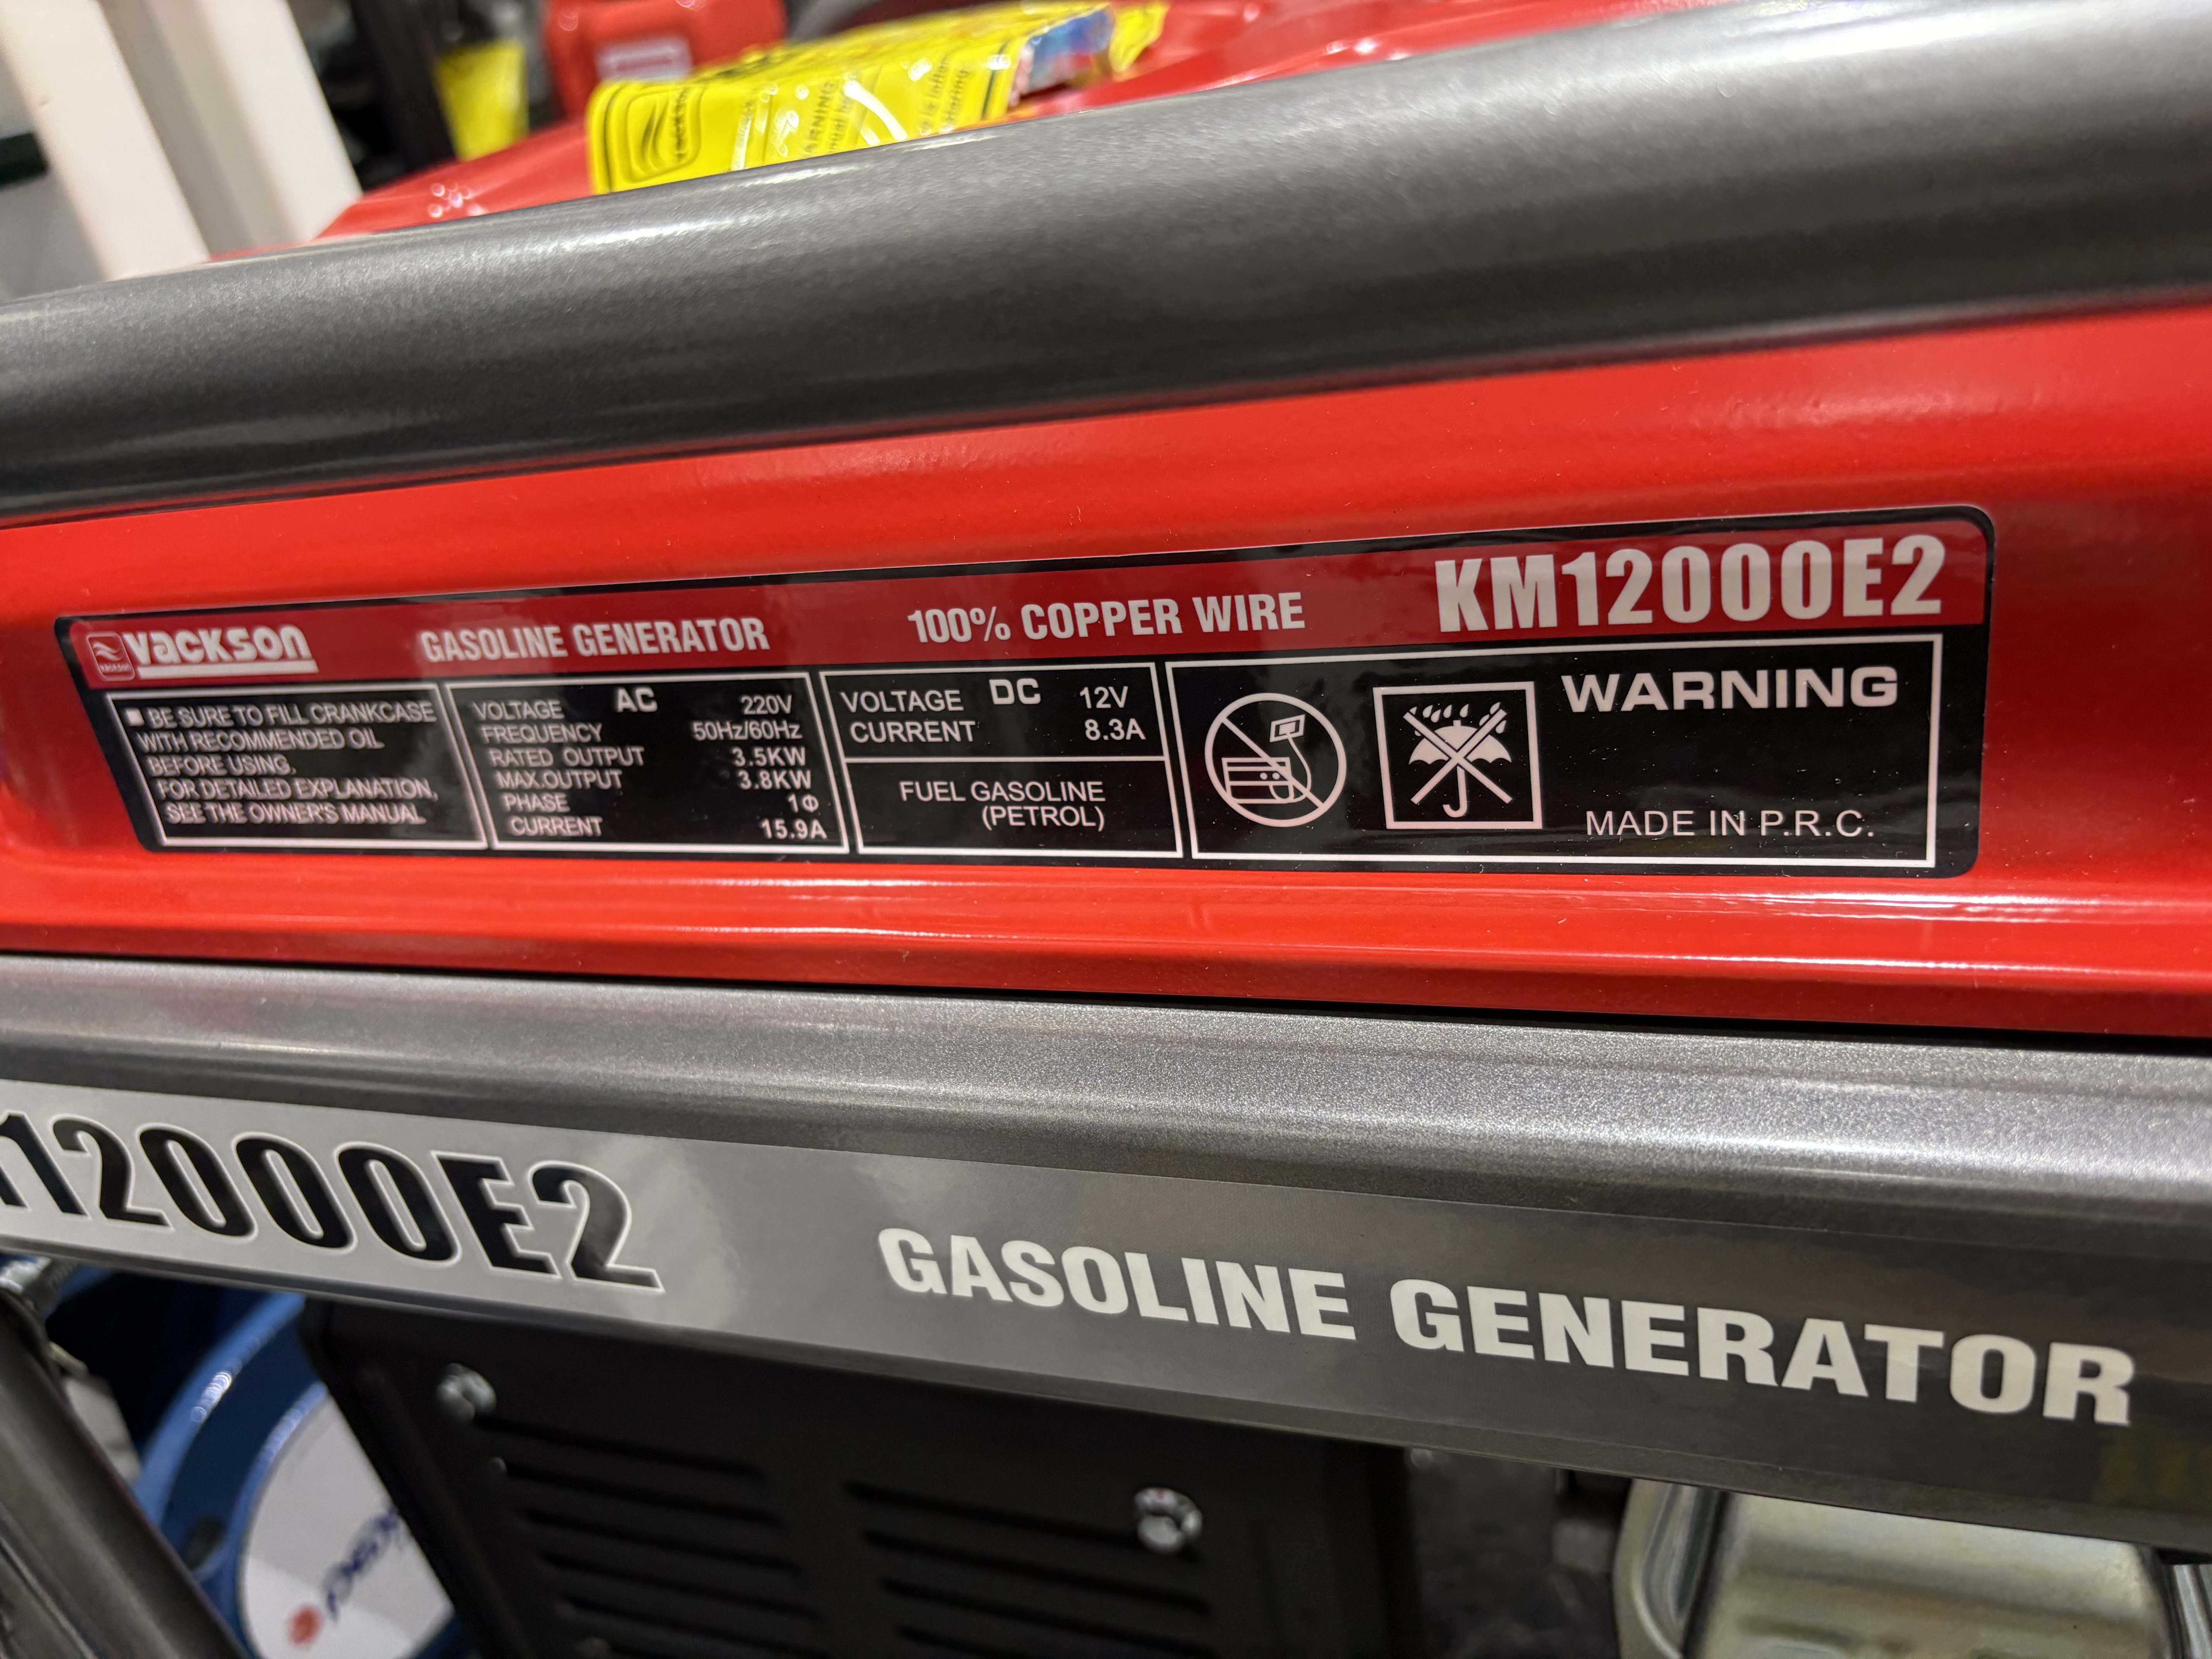 WARNING
vackson
GASOLINE GENERATOR
100% COPPER WIRE
KM12000E2
■ BE SURE TO FILL CRANKCASE
WITH RECOMMENDED OIL
BEFORE USING.
FOR DETAILED EXPLANATION,
SEE THE OWNER'S MANUAL
AC
VOLTAGE 220V
FREQUENCY 50Hz/60Hz
RATED OUTPUT 3.5KW
MAX.OUTPUT 3.8KW
PHASE 1Φ
CURRENT 15.9A
DC
VOLTAGE 12V
CURRENT 8.3A
FUEL GASOLINE
(PETROL)
WARNING
MADE IN P.R.C.
12000E2
GASOLINE GENERATOR